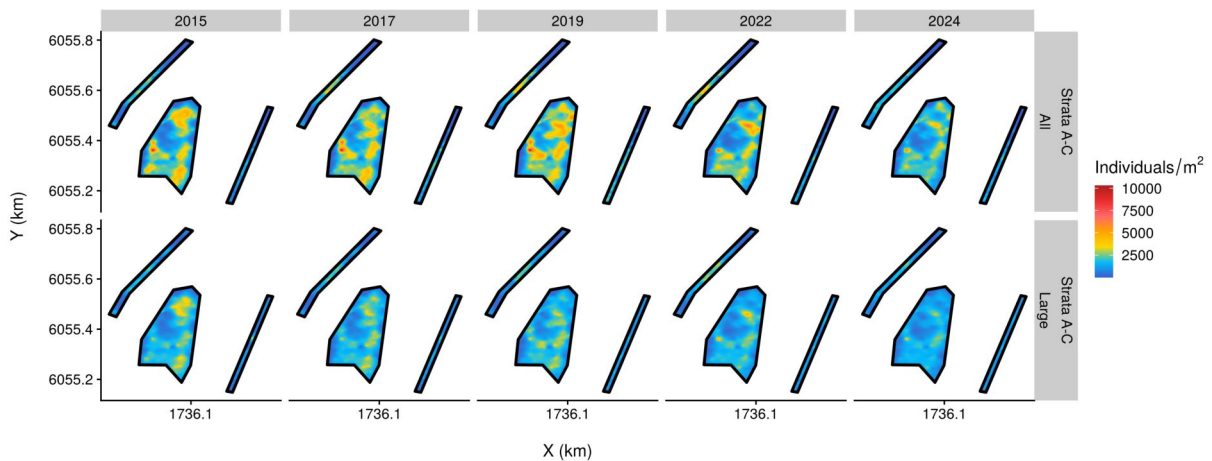 2015 2017 2019 2022 2024
6055.8
6055.6
6055.4
6055.2
Strata A-C
All
6055.8
6055.6
6055.4
6055.2
Strata A-C
Large
Y (km)
1736.1 1736.1 1736.1 1736.1 1736.1
X (km)
Individuals/m²
10000
7500
5000
2500